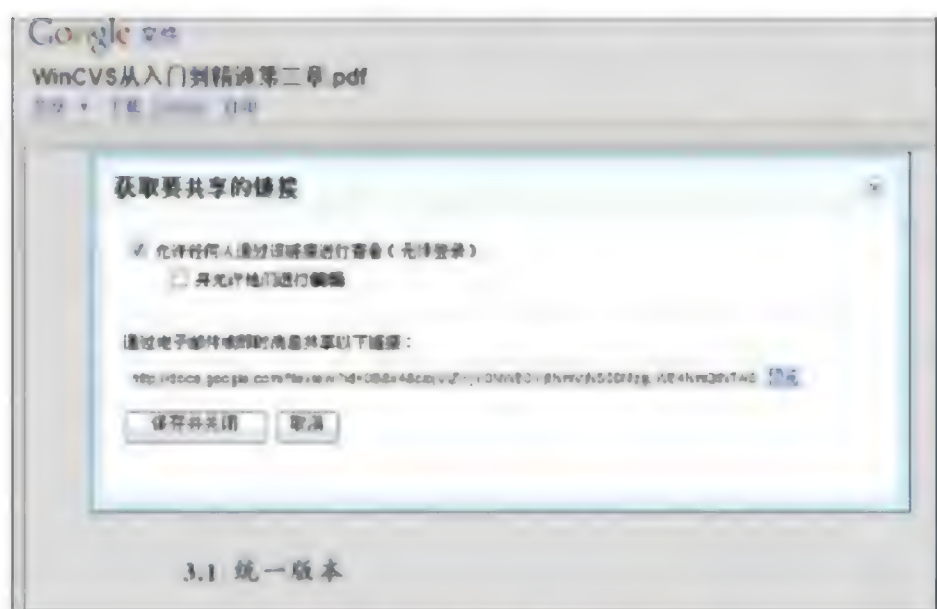 Google 文件
WinCVS从入门到精通第二章.pdf
下载
获取要共享的链接
允许任何人通过该链接进行查看(无须登录)
并允许他们进行编辑
通过电子邮件或即时消息共享以下链接:
保存并关闭 取消
3.1 统一版本